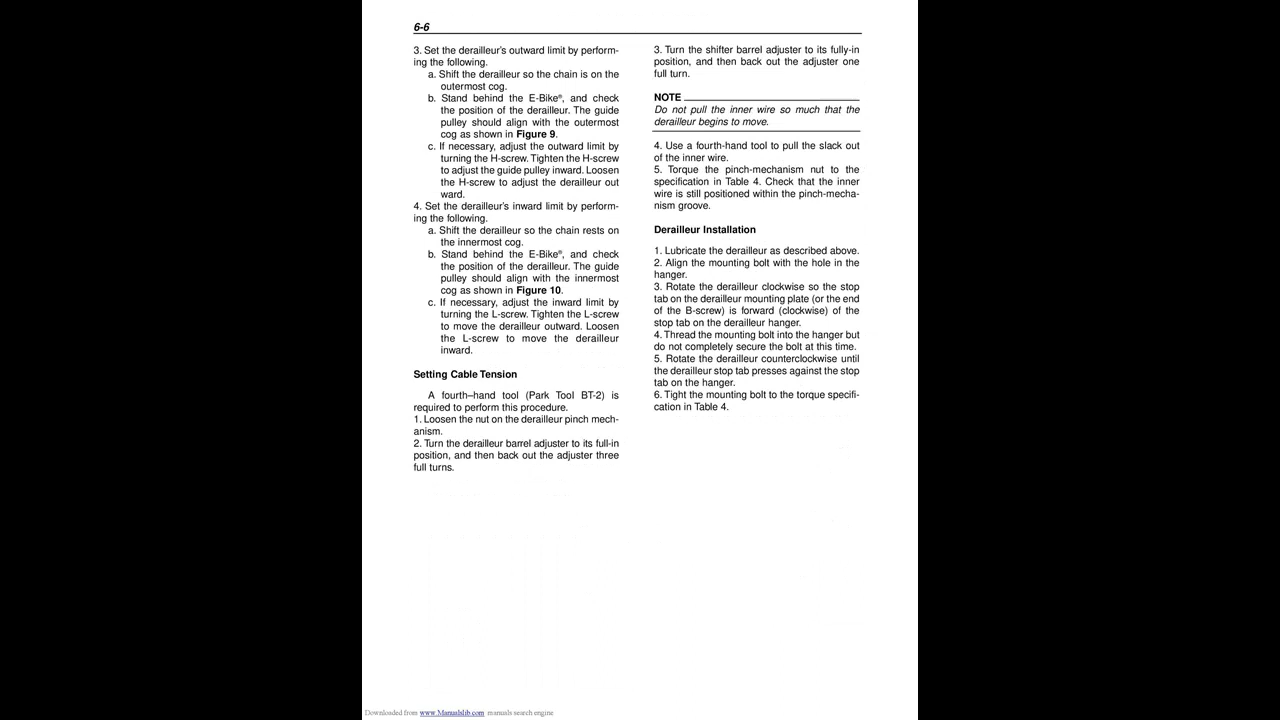 6-6
3. Set the derailleur's outward limit by perform-
ing the following.
a. Shift the derailleur so the chain is on the
outermost cog.
b. Stand behind the E-Bike®, and check
the position of the derailleur. The guide
pulley should align with the outermost
cog as shown in Figure 9.
c. If necessary, adjust the outward limit by
turning the H-screw. Tighten the H-screw
to adjust the guide pulley inward. Loosen
the H-screw to adjust the derailleur out
ward.
4. Set the derailleur's inward limit by perform-
ing the following.
a. Shift the derailleur so the chain rests on
the innermost cog.
b. Stand behind the E-Bike®, and check
the position of the derailleur. The guide
pulley should align with the innermost
cog as shown in Figure 10.
c. If necessary, adjust the inward limit by
turning the L-screw. Tighten the L-screw
to move the derailleur outward. Loosen
the L-screw to move the derailleur
inward.
Setting Cable Tension
A fourth–hand tool (Park Tool BT-2) is
required to perform this procedure.
1. Loosen the nut on the derailleur pinch mech-
anism.
2. Turn the derailleur barrel adjuster to its full-in
position, and then back out the adjuster three
full turns.
3. Turn the shifter barrel adjuster to its fully-in
position, and then back out the adjuster one
full turn.
NOTE
Do not pull the inner wire so much that the
derailleur begins to move.
4. Use a fourth-hand tool to pull the slack out
of the inner wire.
5. Torque the pinch-mechanism nut to the
specification in Table 4. Check that the inner
wire is still positioned within the pinch-mecha-
nism groove.
Derailleur Installation
1. Lubricate the derailleur as described above.
2. Align the mounting bolt with the hole in the
hanger.
3. Rotate the derailleur clockwise so the stop
tab on the derailleur mounting plate (or the end
of the B-screw) is forward (clockwise) of the
stop tab on the derailleur hanger.
4. Thread the mounting bolt into the hanger but
do not completely secure the bolt at this time.
5. Rotate the derailleur counterclockwise until
the derailleur stop tab presses against the stop
tab on the hanger.
6. Tight the mounting bolt to the torque specifi-
cation in Table 4.
Downloaded from www.Manualslib.com manuals search engine